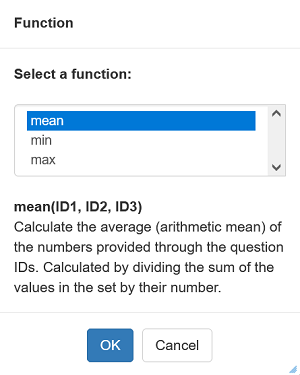 Function
Select a function:
mean
min
max
mean(ID1, ID2, ID3)
Calculate the average (arithmetic mean) of
the numbers provided through the question
IDs. Calculated by dividing the sum of the
values in the set by their number.
OK
Cancel